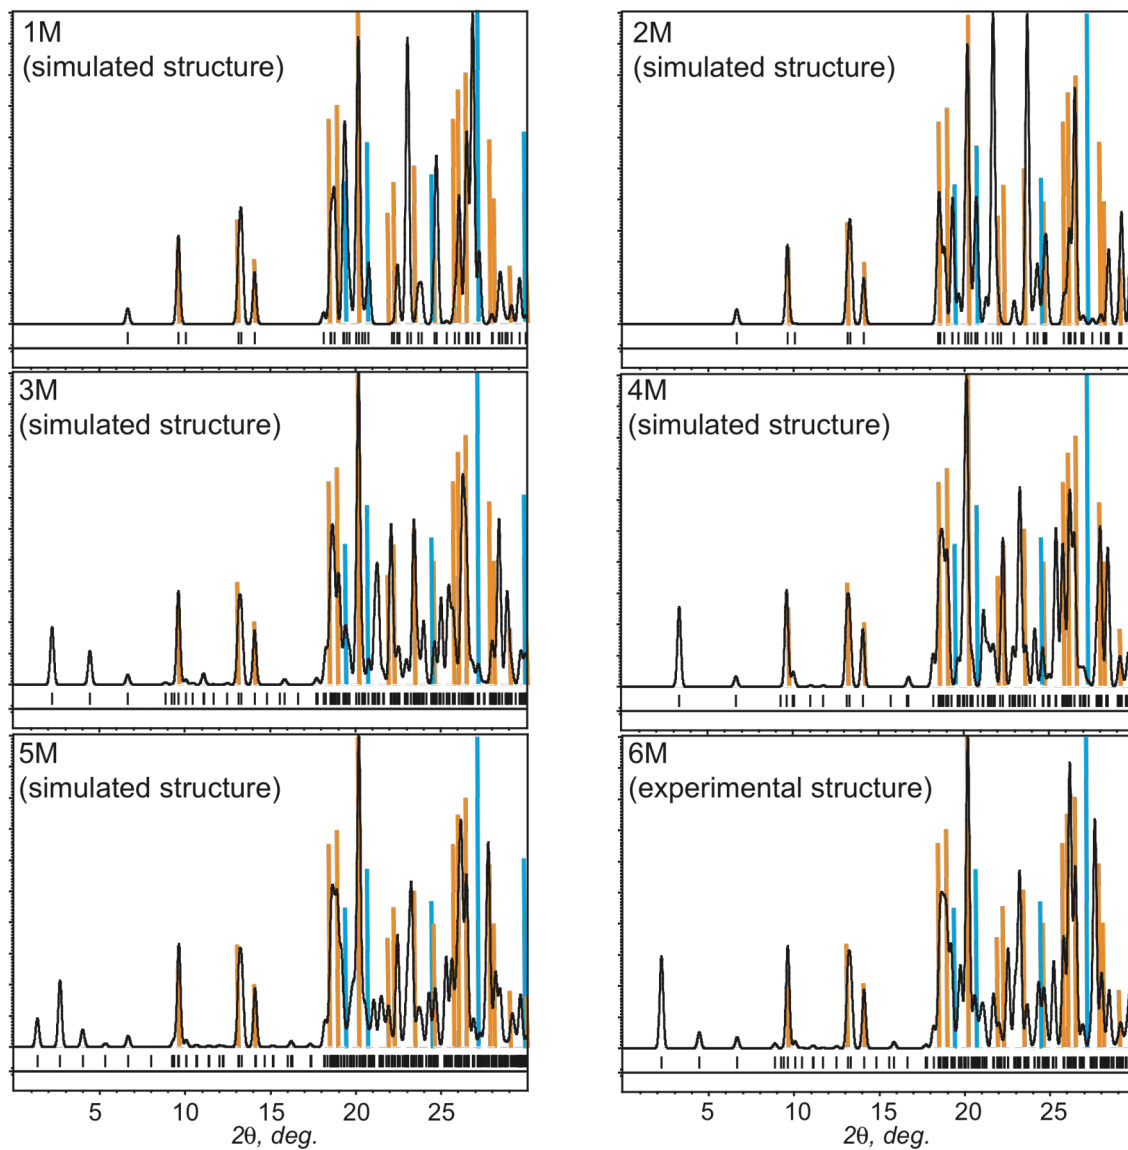 1M
(simulated structure)
2M
(simulated structure)
3M
(simulated structure)
4M
(simulated structure)
5M
(simulated structure)
6M
(experimental structure)
5 10 15 20 25
2θ, deg.
5 10 15 20 25
2θ, deg.